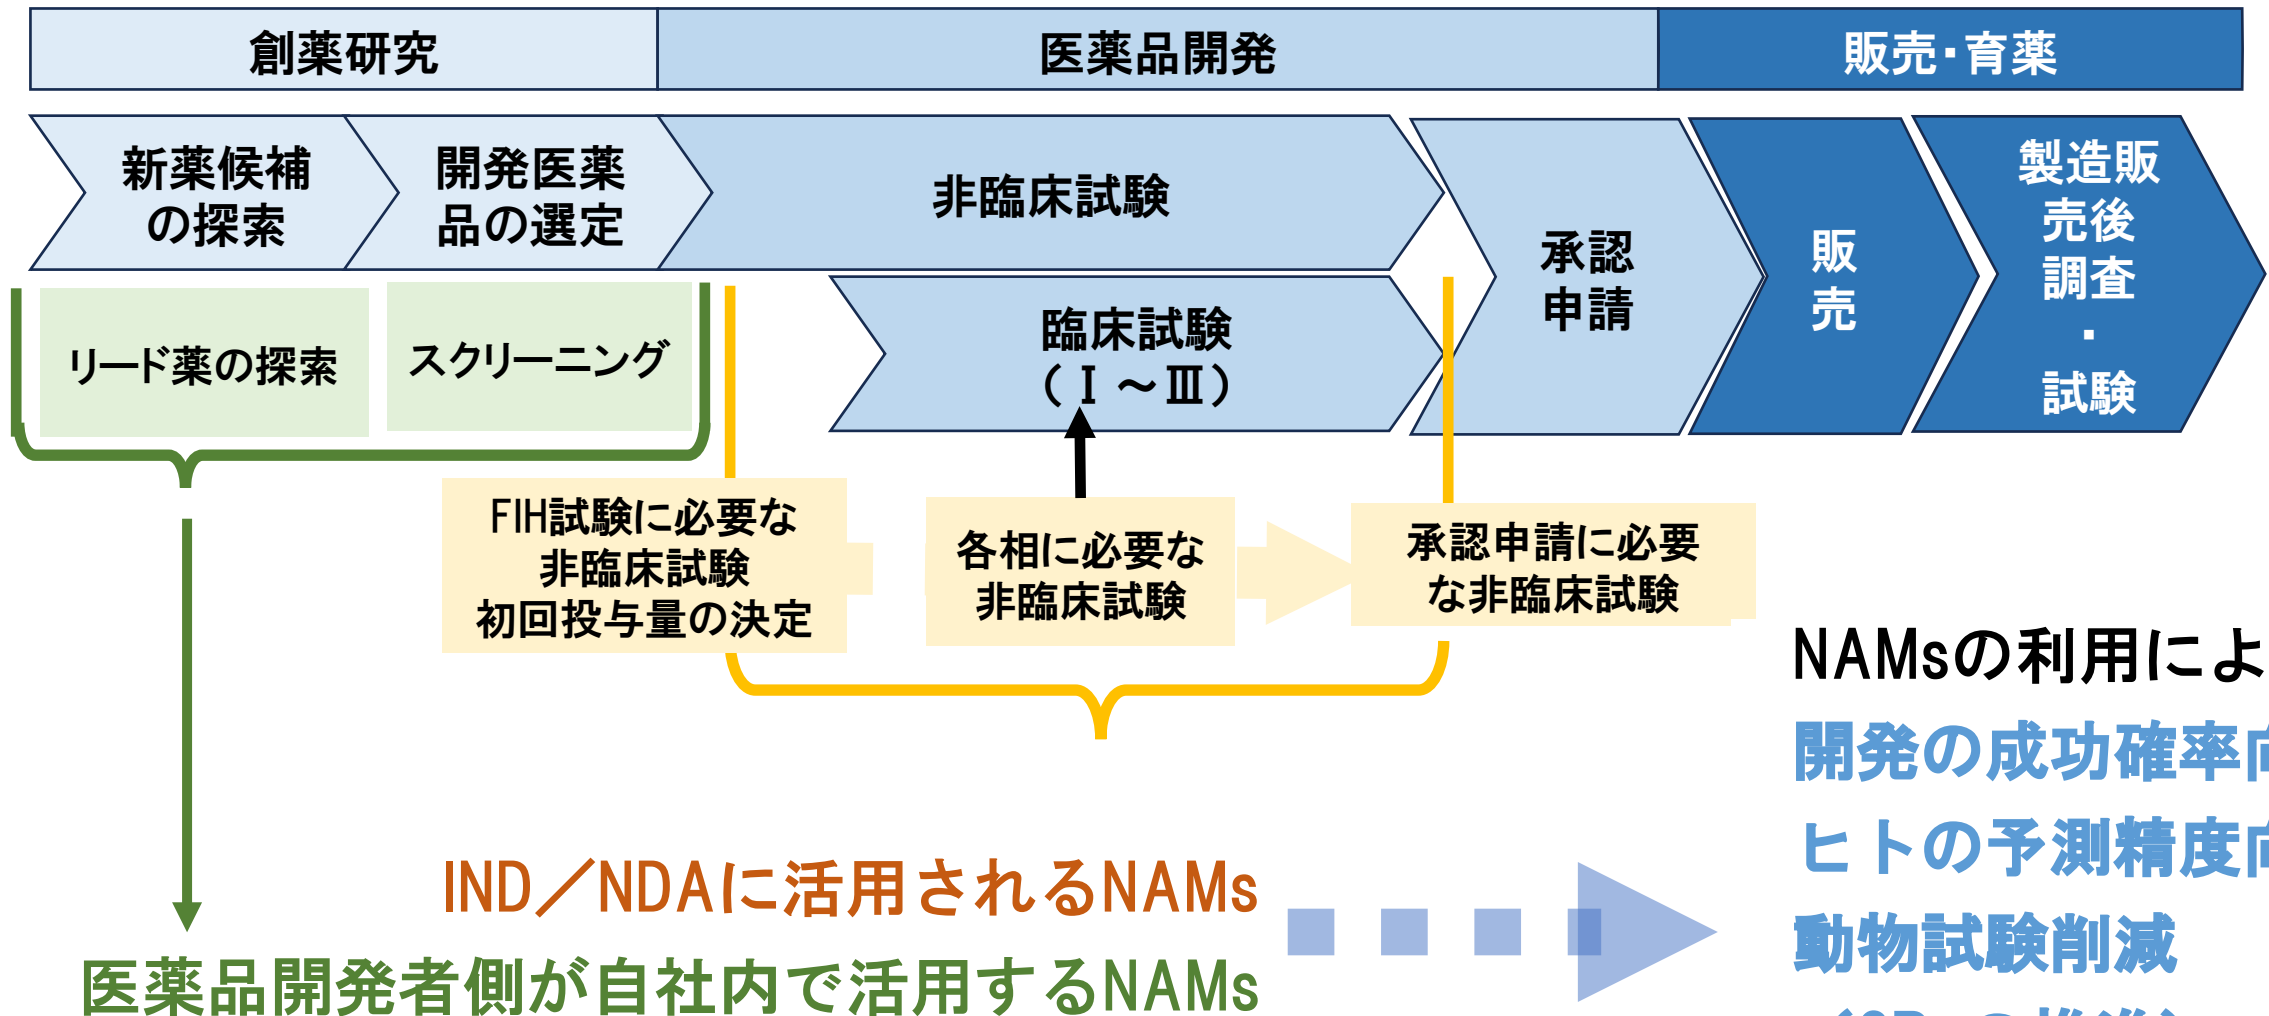 創薬研究
医薬品開発
販売・育薬
新薬候補
の探索
開発医薬
品の選定
非臨床試験
臨床試験
(Ⅰ～Ⅲ)
承認
申請
販
売
製造販
売後
調査
・
試験
リード薬の探索
スクリーニング
FIH試験に必要な
非臨床試験
初回投与量の決定
各相に必要な
非臨床試験
承認申請に必要
な非臨床試験
NAMsの利用によ
開発の成功確率向
ヒトの予測精度向
動物試験削減
IND／NDAに活用されるNAMs
医薬品開発者側が自社内で活用するNAMs